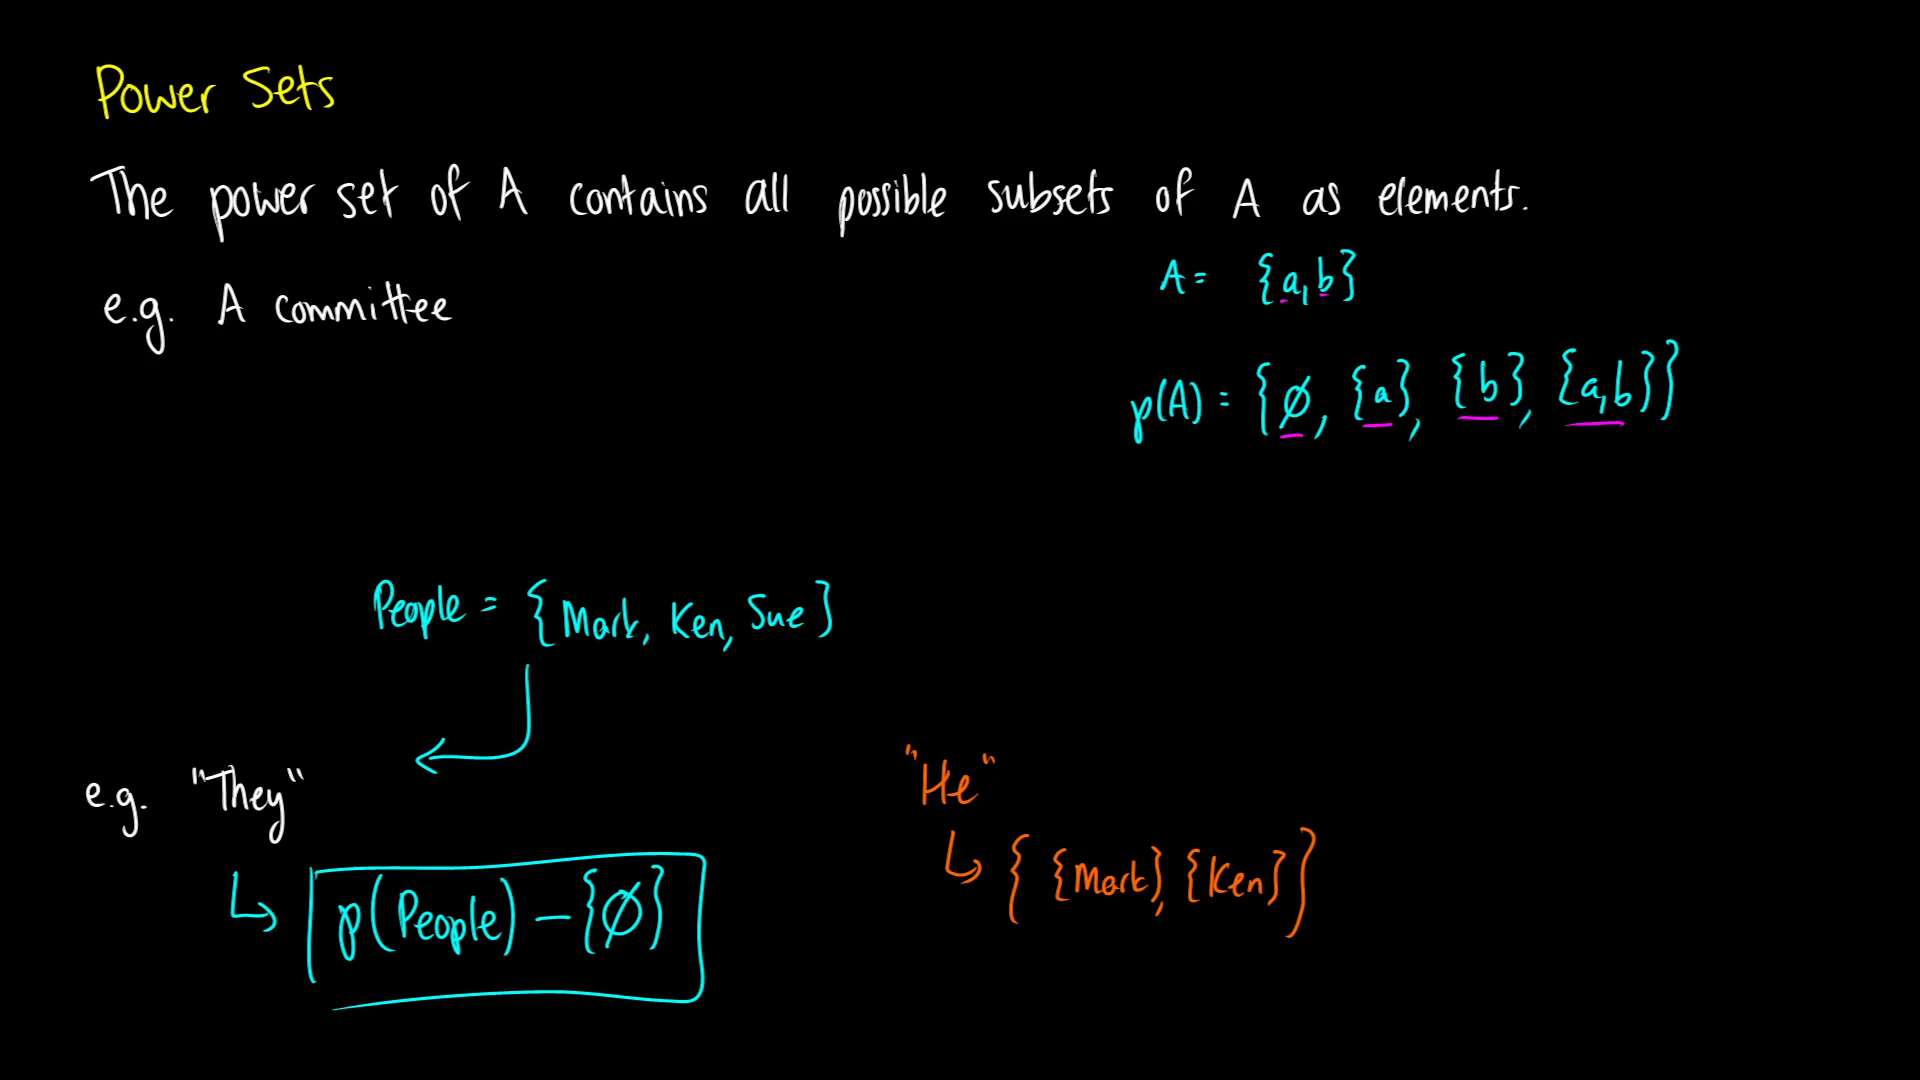 Power Sets
The power set of A contains all possible subsets of A as elements.
A = {a, b}
e.g. A committee
p(A) = {∅, {a}, {b}, {a,b}}
People = {Mark, Ken, Sue}
"He"
e.g. "They"
{ {Mark}, {Ken} }
p(People) - {∅}